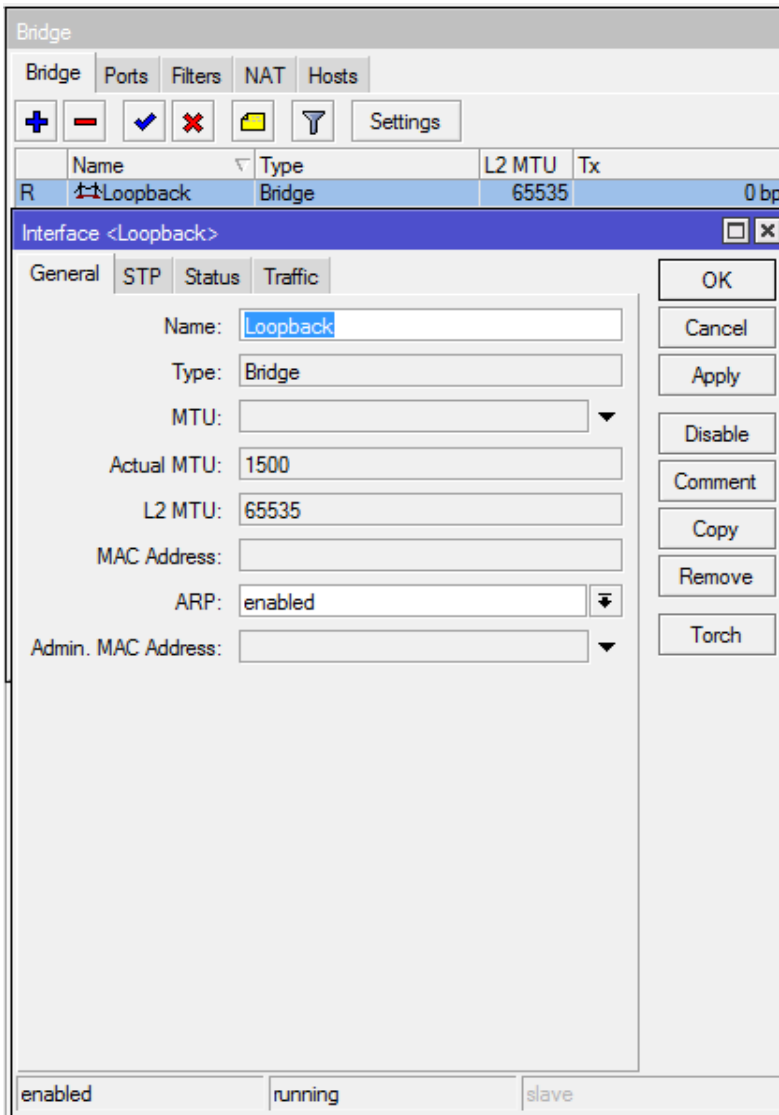 Bridge
Bridge Ports Filters NAT Hosts
Settings
Name Type L2 MTU Tx
R Loopback Bridge 65535 0 bp
Interface <Loopback>
General STP Status Traffic
OK
Name: Loopback
Cancel
Type: Bridge
Apply
MTU:
Disable
Actual MTU: 1500
Comment
L2 MTU: 65535
Copy
MAC Address:
Remove
ARP: enabled
Torch
Admin. MAC Address:
enabled running slave